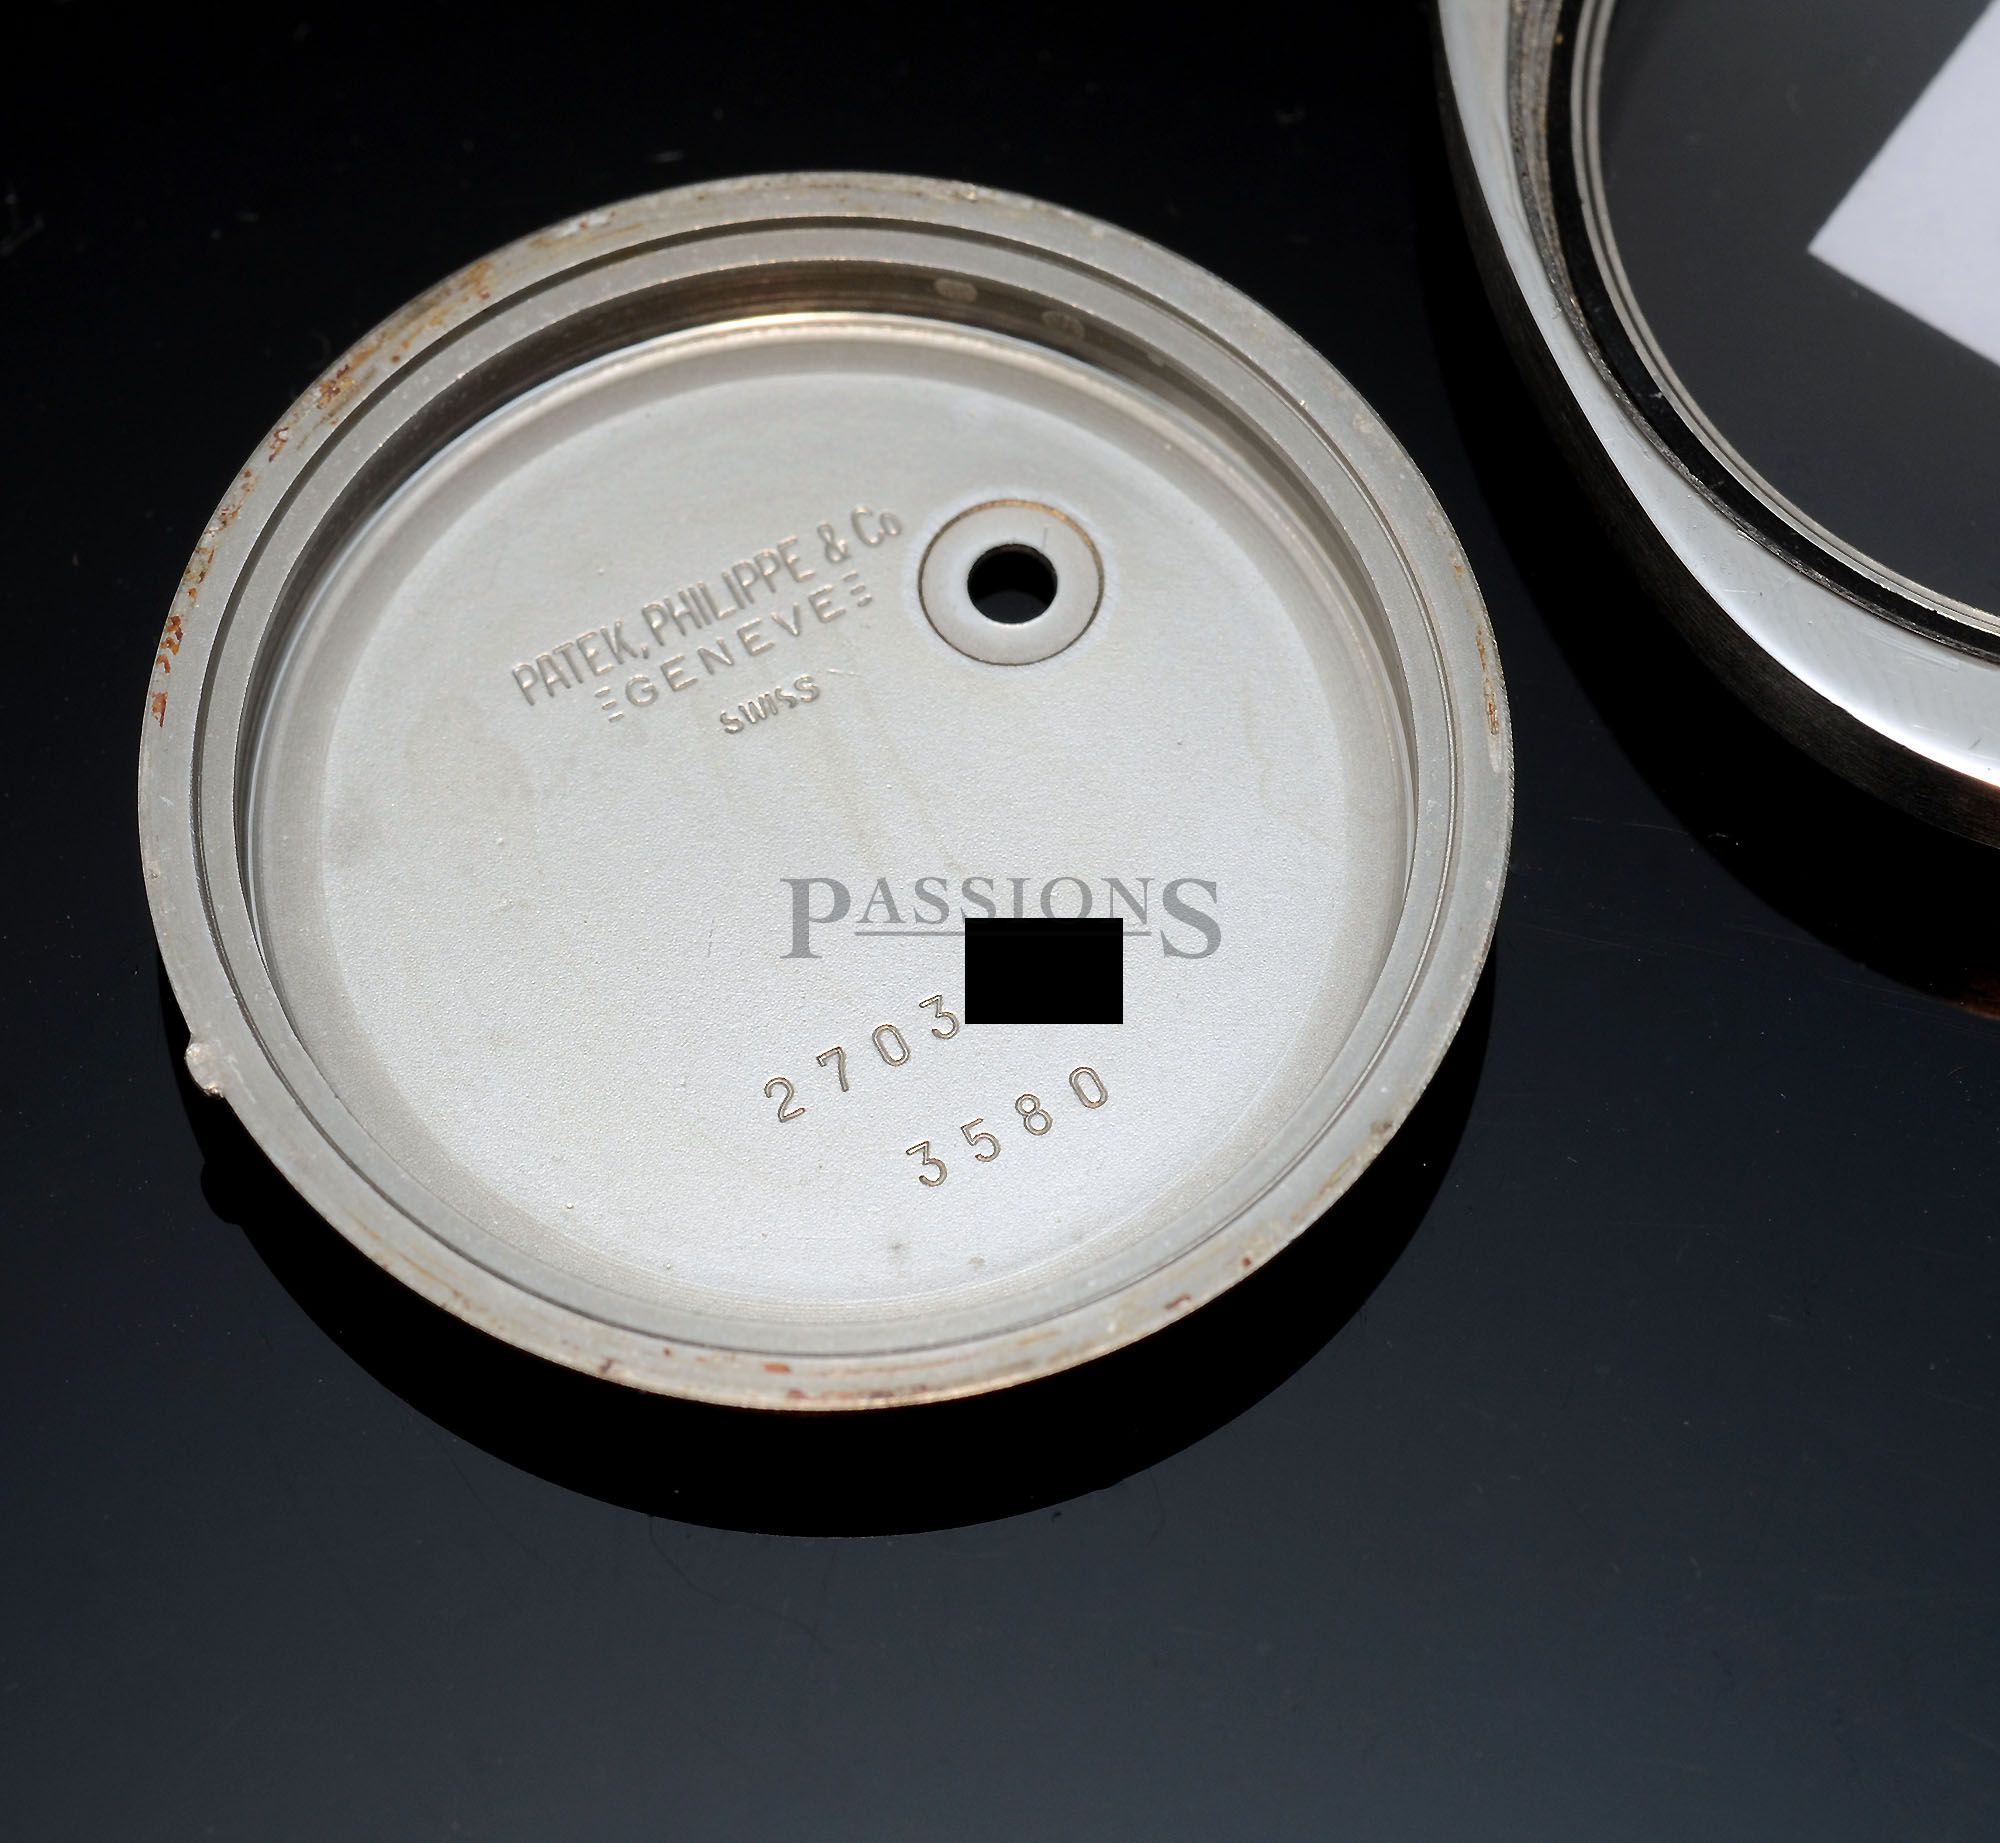 PATEK, PHILIPPE & Co
GENEVE
SWISS
PASSIONS
2703
3580